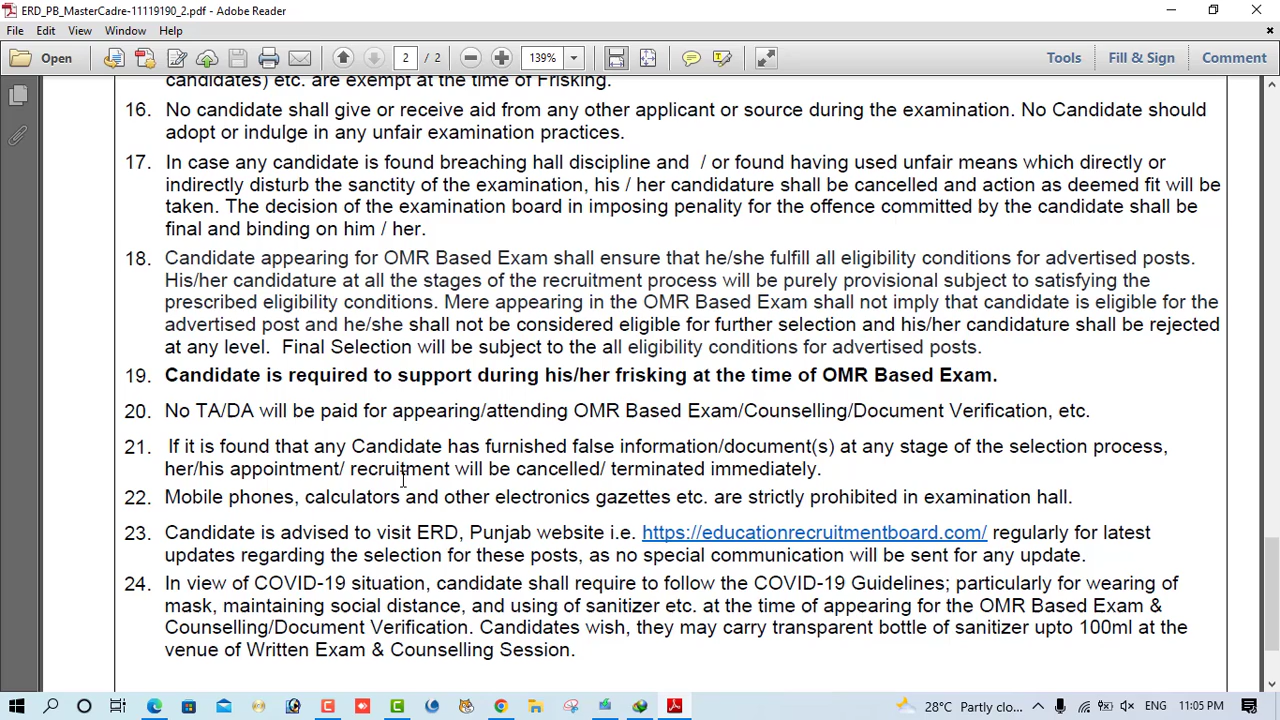 ERD_PB_MasterCadre-11119190_2.pdf - Adobe Reader
File Edit View Window Help
Open 2 / 2 139% Tools Fill & Sign Comment
candidates) etc. are exempt at the time of Frisking.
16. No candidate shall give or receive aid from any other applicant or source during the examination. No Candidate should
adopt or indulge in any unfair examination practices.
17. In case any candidate is found breaching hall discipline and / or found having used unfair means which directly or
indirectly disturb the sanctity of the examination, his / her candidature shall be cancelled and action as deemed fit will be
taken. The decision of the examination board in imposing penality for the offence committed by the candidate shall be
final and binding on him / her.
18. Candidate appearing for OMR Based Exam shall ensure that he/she fulfill all eligibility conditions for advertised posts.
His/her candidature at all the stages of the recruitment process will be purely provisional subject to satisfying the
prescribed eligibility conditions. Mere appearing in the OMR Based Exam shall not imply that candidate is eligible for the
advertised post and he/she shall not be considered eligible for further selection and his/her candidature shall be rejected
at any level. Final Selection will be subject to the all eligibility conditions for advertised posts.
19. Candidate is required to support during his/her frisking at the time of OMR Based Exam.
20. No TA/DA will be paid for appearing/attending OMR Based Exam/Counselling/Document Verification, etc.
21. If it is found that any Candidate has furnished false information/document(s) at any stage of the selection process,
her/his appointment/ recruitment will be cancelled/ terminated immediately.
22. Mobile phones, calculators and other electronics gazettes etc. are strictly prohibited in examination hall.
23. Candidate is advised to visit ERD, Punjab website i.e. https://educationrecruitmentboard.com/ regularly for latest
updates regarding the selection for these posts, as no special communication will be sent for any update.
24. In view of COVID-19 situation, candidate shall require to follow the COVID-19 Guidelines; particularly for wearing of
mask, maintaining social distance, and using of sanitizer etc. at the time of appearing for the OMR Based Exam &
Counselling/Document Verification. Candidates wish, they may carry transparent bottle of sanitizer upto 100ml at the
venue of Written Exam & Counselling Session.
28°C Partly clo... ENG 11:05 PM